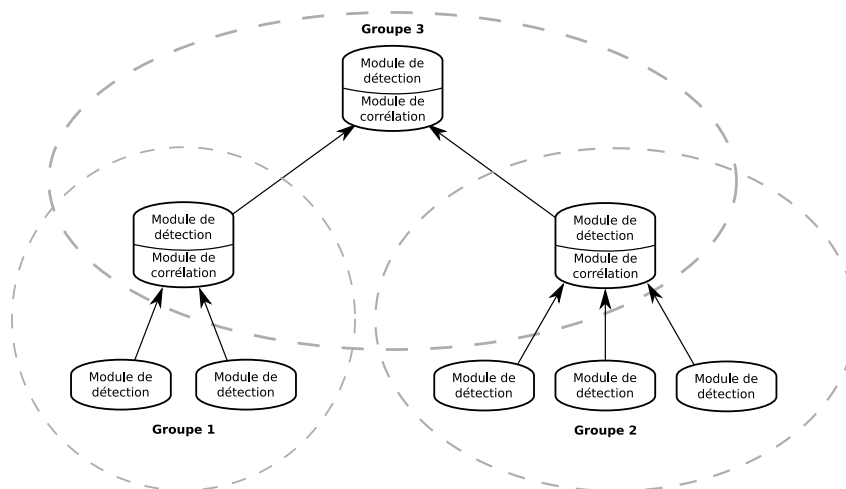 Groupe 3
Module de
détection
Module de
corrélation
Module de
détection
Module de
corrélation
Module de
détection
Module de
corrélation
Module de
détection
Module de
détection
Module de
détection
Module de
détection
Module de
détection
Groupe 1
Groupe 2